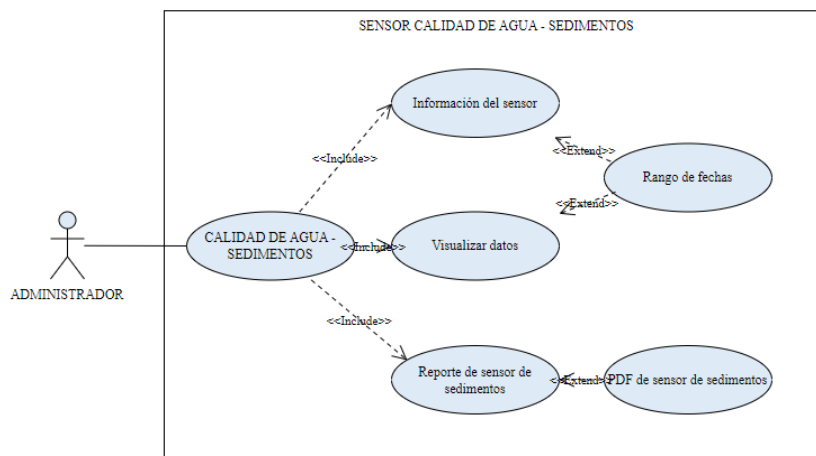 SENSOR CALIDAD DE AGUA - SEDIMENTOS
Información del sensor
<<Include>>
<<Extend>>
Rango de fechas
<<Extend>>
CALIDAD DE AGUA -
SEDIMENTOS
<<Include>>
Visualizar datos
ADMINISTRADOR
<<Include>>
Reporte de sensor de
sedimentos
<<Extend>>
PDF de sensor de sedimentos